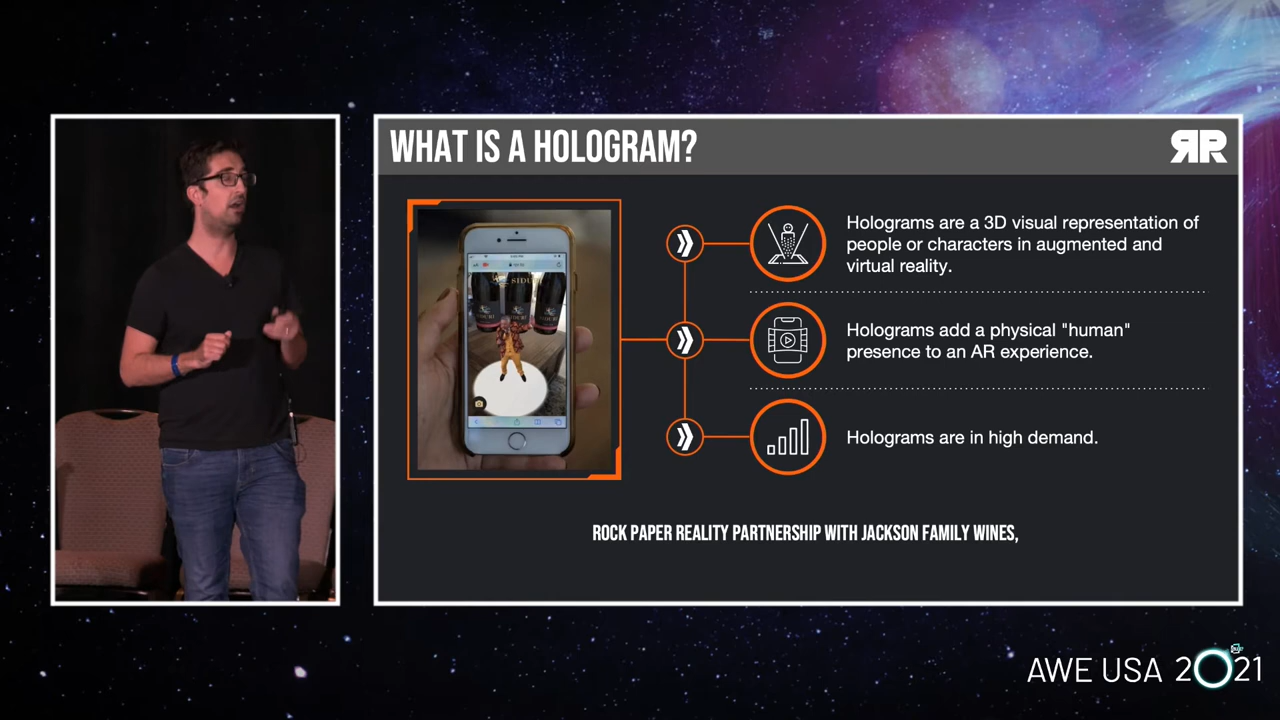 WHAT IS A HOLOGRAM?
RR
Holograms are a 3D visual representation of
people or characters in augmented and
virtual reality.
Holograms add a physical "human"
presence to an AR experience.
Holograms are in high demand.
ROCK PAPER REALITY PARTNERSHIP WITH JACKSON FAMILY WINES,
AWE USA 2021